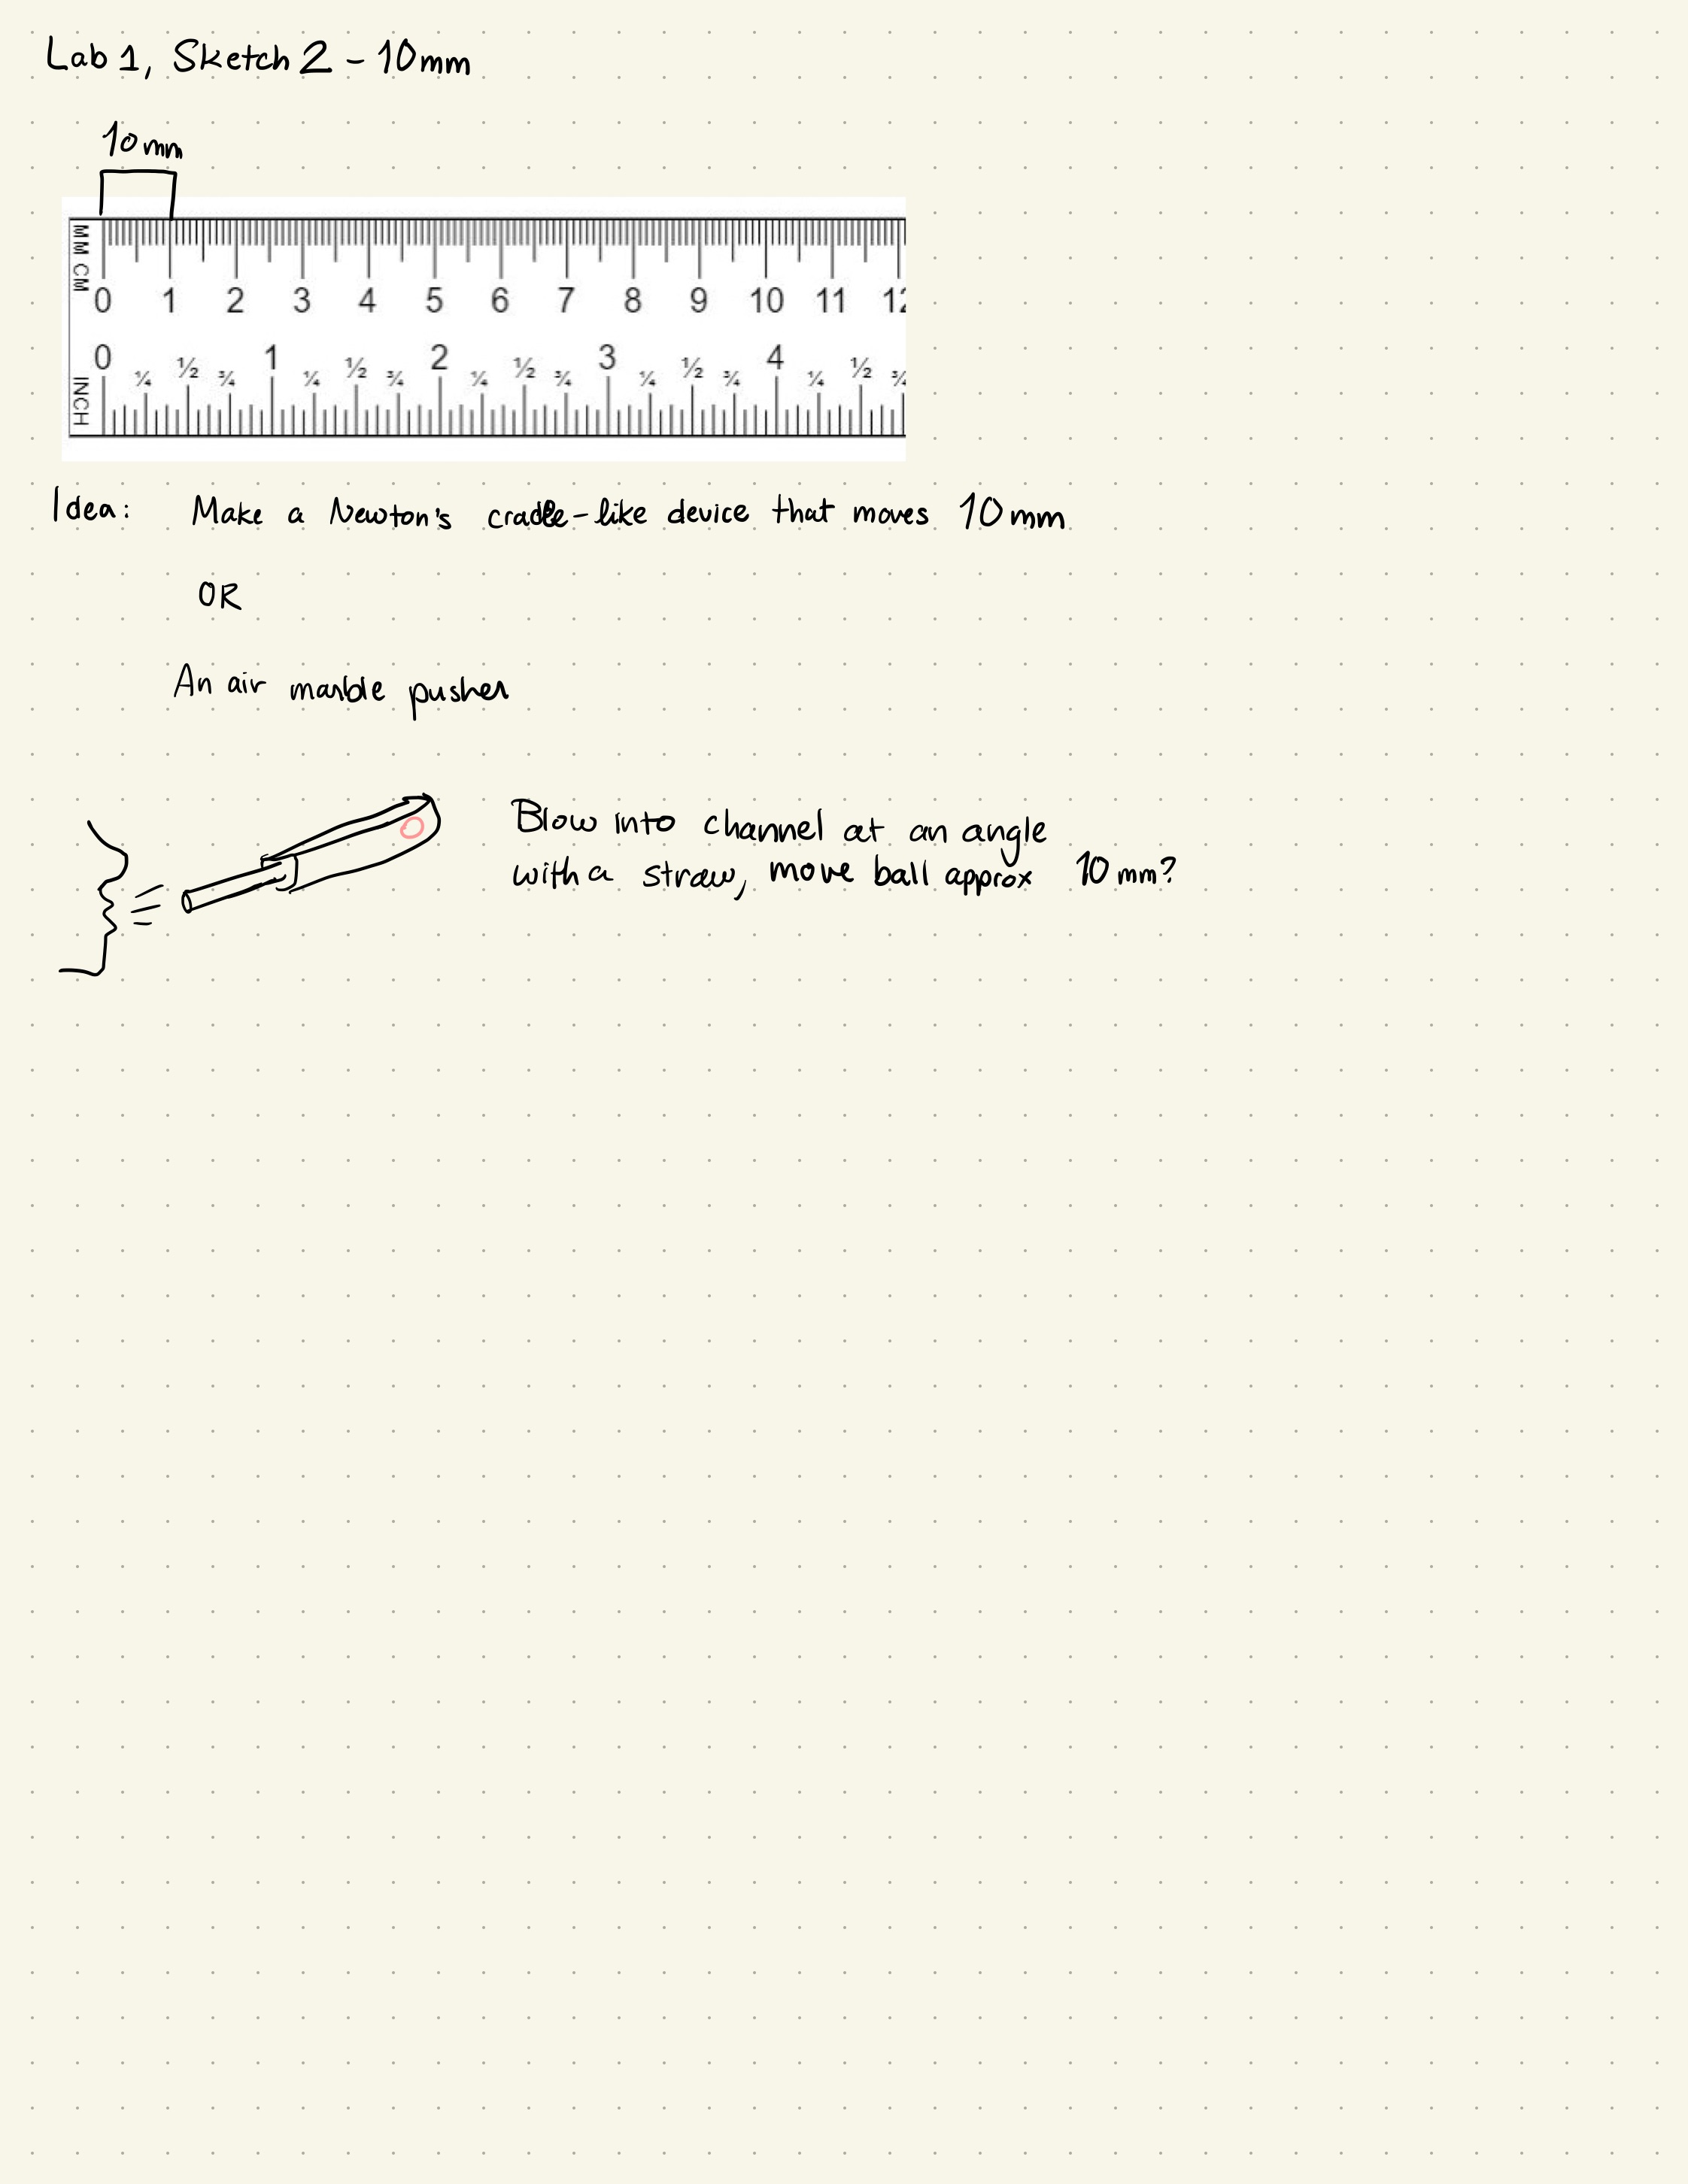 Lab 1, Sketch 2 - 10mm
10mm
MM CM
0 1 2 3 4 5 6 7 8 9 10 11 12
0 ¼ ½ ¾ 1 ¼ ½ ¾ 2 ¼ ½ ¾ 3 ¼ ½ ¾ 4 ¼ ½ ¾
INCH
Idea: Make a Newton's cradle-like device that moves 10mm
OR
An air marble pusher
Blow into channel at an angle
with a straw, move ball approx 10 mm?